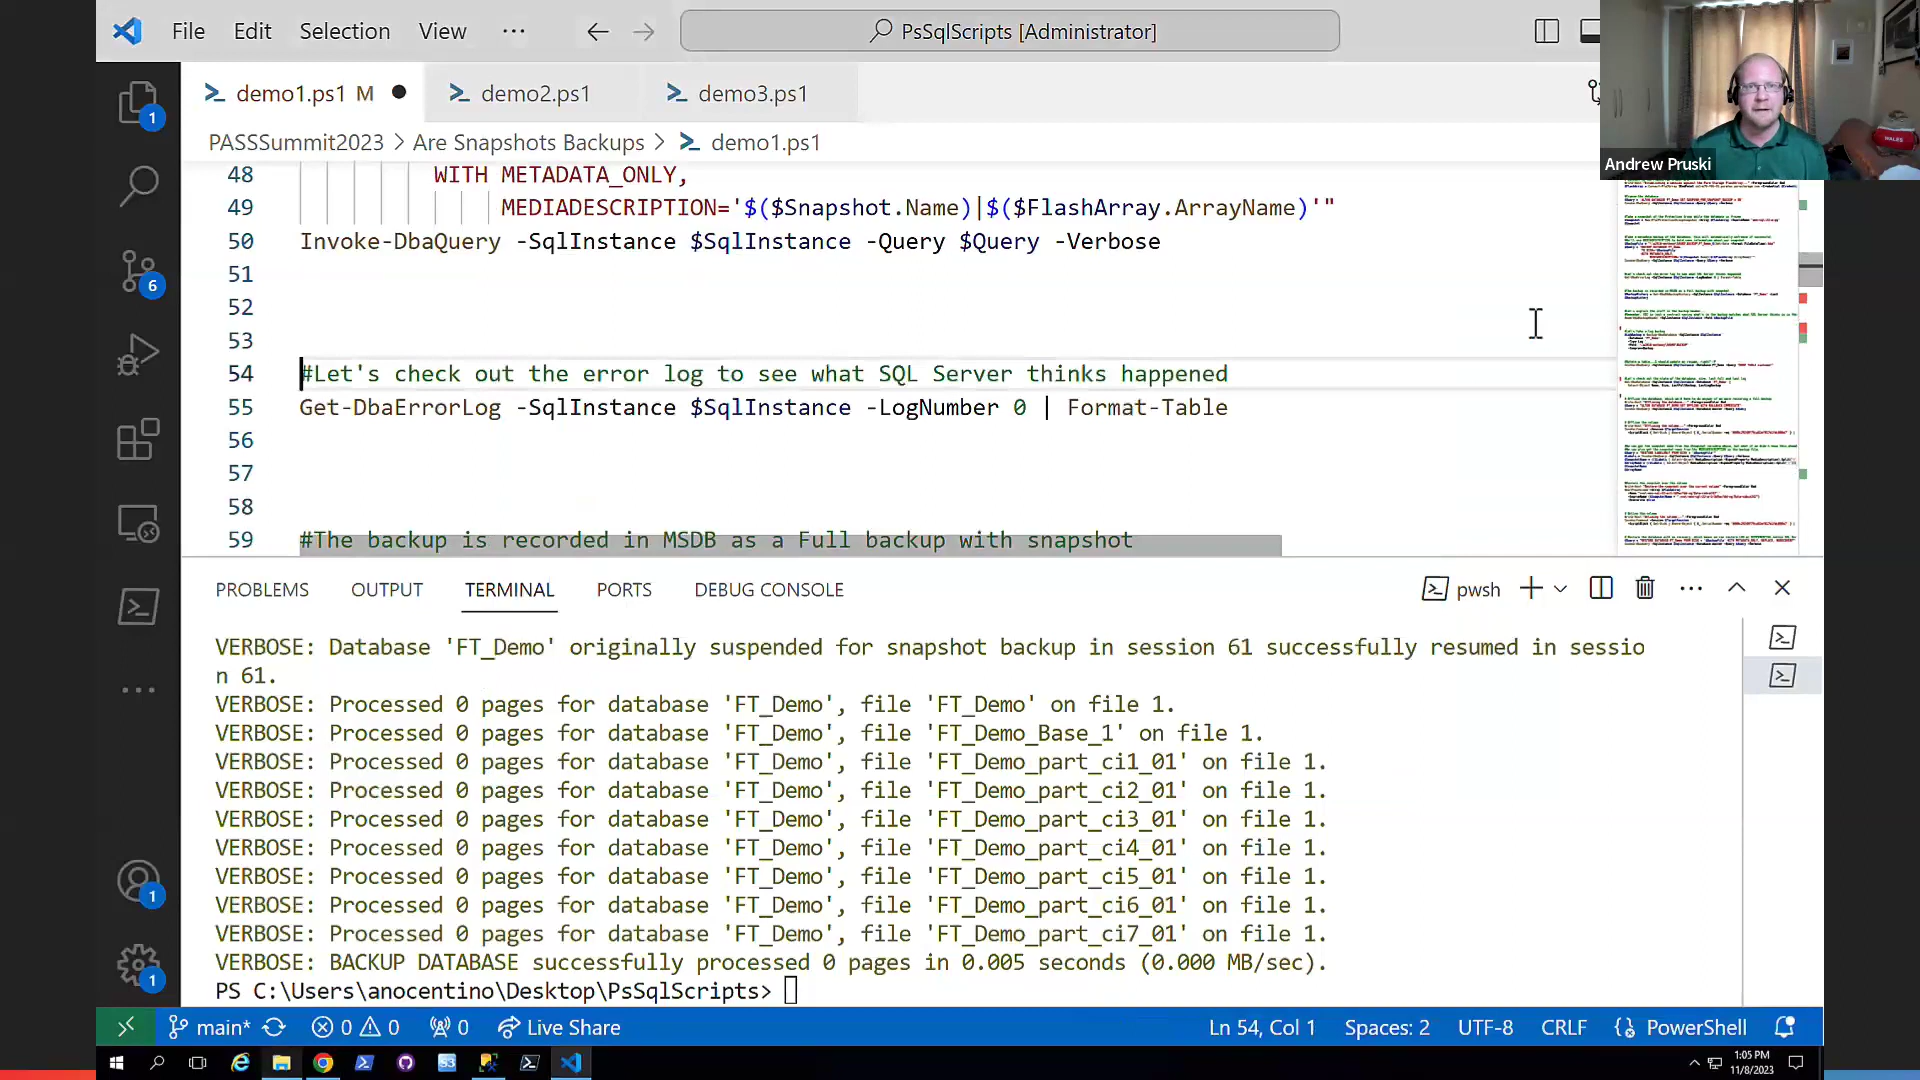 File Edit Selection View ··· PsSqlScripts [Administrator]
demo1.ps1 M demo2.ps1 demo3.ps1
PASSSummit2023 > Are Snapshots Backups > demo1.ps1
Andrew Pruski
48 WITH METADATA_ONLY,
49 MEDIADESCRIPTION='$($Snapshot.Name)|$($FlashArray.ArrayName)'"
50 Invoke-DbaQuery -SqlInstance $SqlInstance -Query $Query -Verbose
51
52
53
54 #Let's check out the error log to see what SQL Server thinks happened
55 Get-DbaErrorLog -SqlInstance $SqlInstance -LogNumber 0 | Format-Table
56
57
58
59 #The backup is recorded in MSDB as a Full backup with snapshot
1
6
PROBLEMS OUTPUT TERMINAL PORTS DEBUG CONSOLE pwsh
VERBOSE: Database 'FT_Demo' originally suspended for snapshot backup in session 61 successfully resumed in sessio
n 61.
VERBOSE: Processed 0 pages for database 'FT_Demo', file 'FT_Demo' on file 1.
VERBOSE: Processed 0 pages for database 'FT_Demo', file 'FT_Demo_Base_1' on file 1.
VERBOSE: Processed 0 pages for database 'FT_Demo', file 'FT_Demo_part_ci1_01' on file 1.
VERBOSE: Processed 0 pages for database 'FT_Demo', file 'FT_Demo_part_ci2_01' on file 1.
VERBOSE: Processed 0 pages for database 'FT_Demo', file 'FT_Demo_part_ci3_01' on file 1.
VERBOSE: Processed 0 pages for database 'FT_Demo', file 'FT_Demo_part_ci4_01' on file 1.
VERBOSE: Processed 0 pages for database 'FT_Demo', file 'FT_Demo_part_ci5_01' on file 1.
VERBOSE: Processed 0 pages for database 'FT_Demo', file 'FT_Demo_part_ci6_01' on file 1.
VERBOSE: Processed 0 pages for database 'FT_Demo', file 'FT_Demo_part_ci7_01' on file 1.
VERBOSE: BACKUP DATABASE successfully processed 0 pages in 0.005 seconds (0.000 MB/sec).
PS C:\Users\anocentino\Desktop\PsSqlScripts>
1
1
main* 0 0 0 Live Share Ln 54, Col 1 Spaces: 2 UTF-8 CRLF PowerShell
1:05 PM
11/8/2023